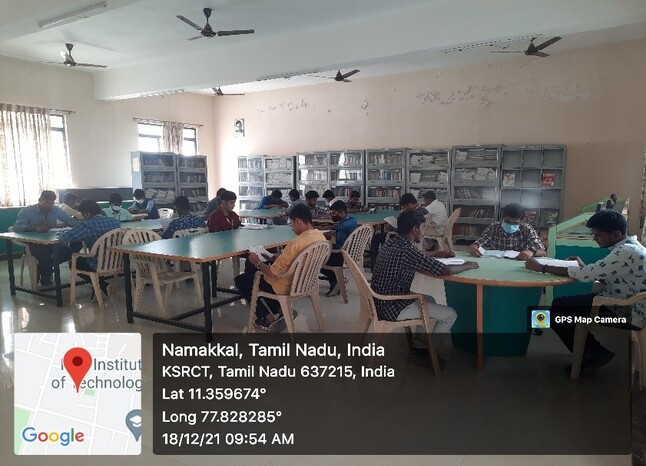 GPS Map Camera
Namakkal, Tamil Nadu, India
KSRCT, Tamil Nadu 637215, India
Lat 11.359674°
Long 77.828285°
18/12/21 09:54 AM
Institut
of Technolog
Google